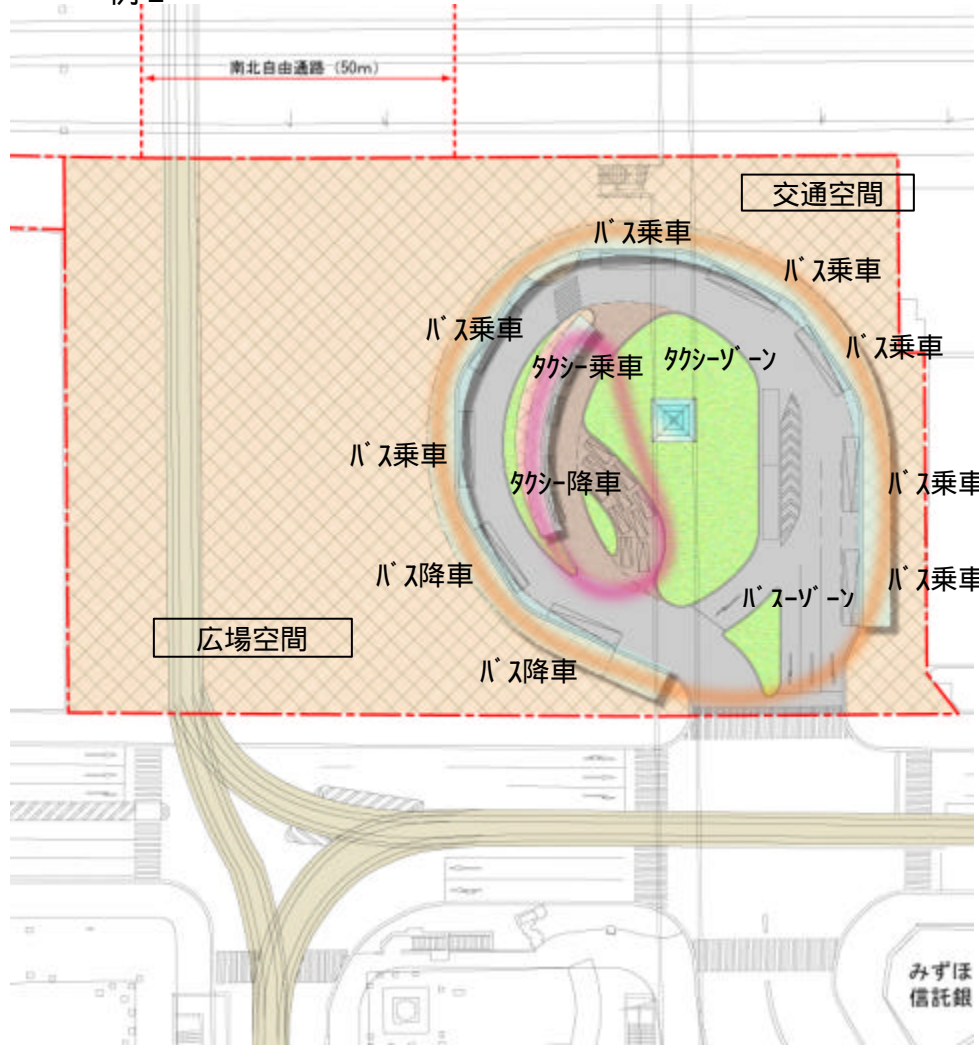 南北自由通路（50m）
交通空間
バス乗車
バス乗車
バス乗車
バス乗車
タクシー乗車
タクシーゾーン
バス乗車
タクシー降車
バス乗車
バス降車
バス乗車
バスーゾーン
広場空間
バス降車
みずほ
信託銀